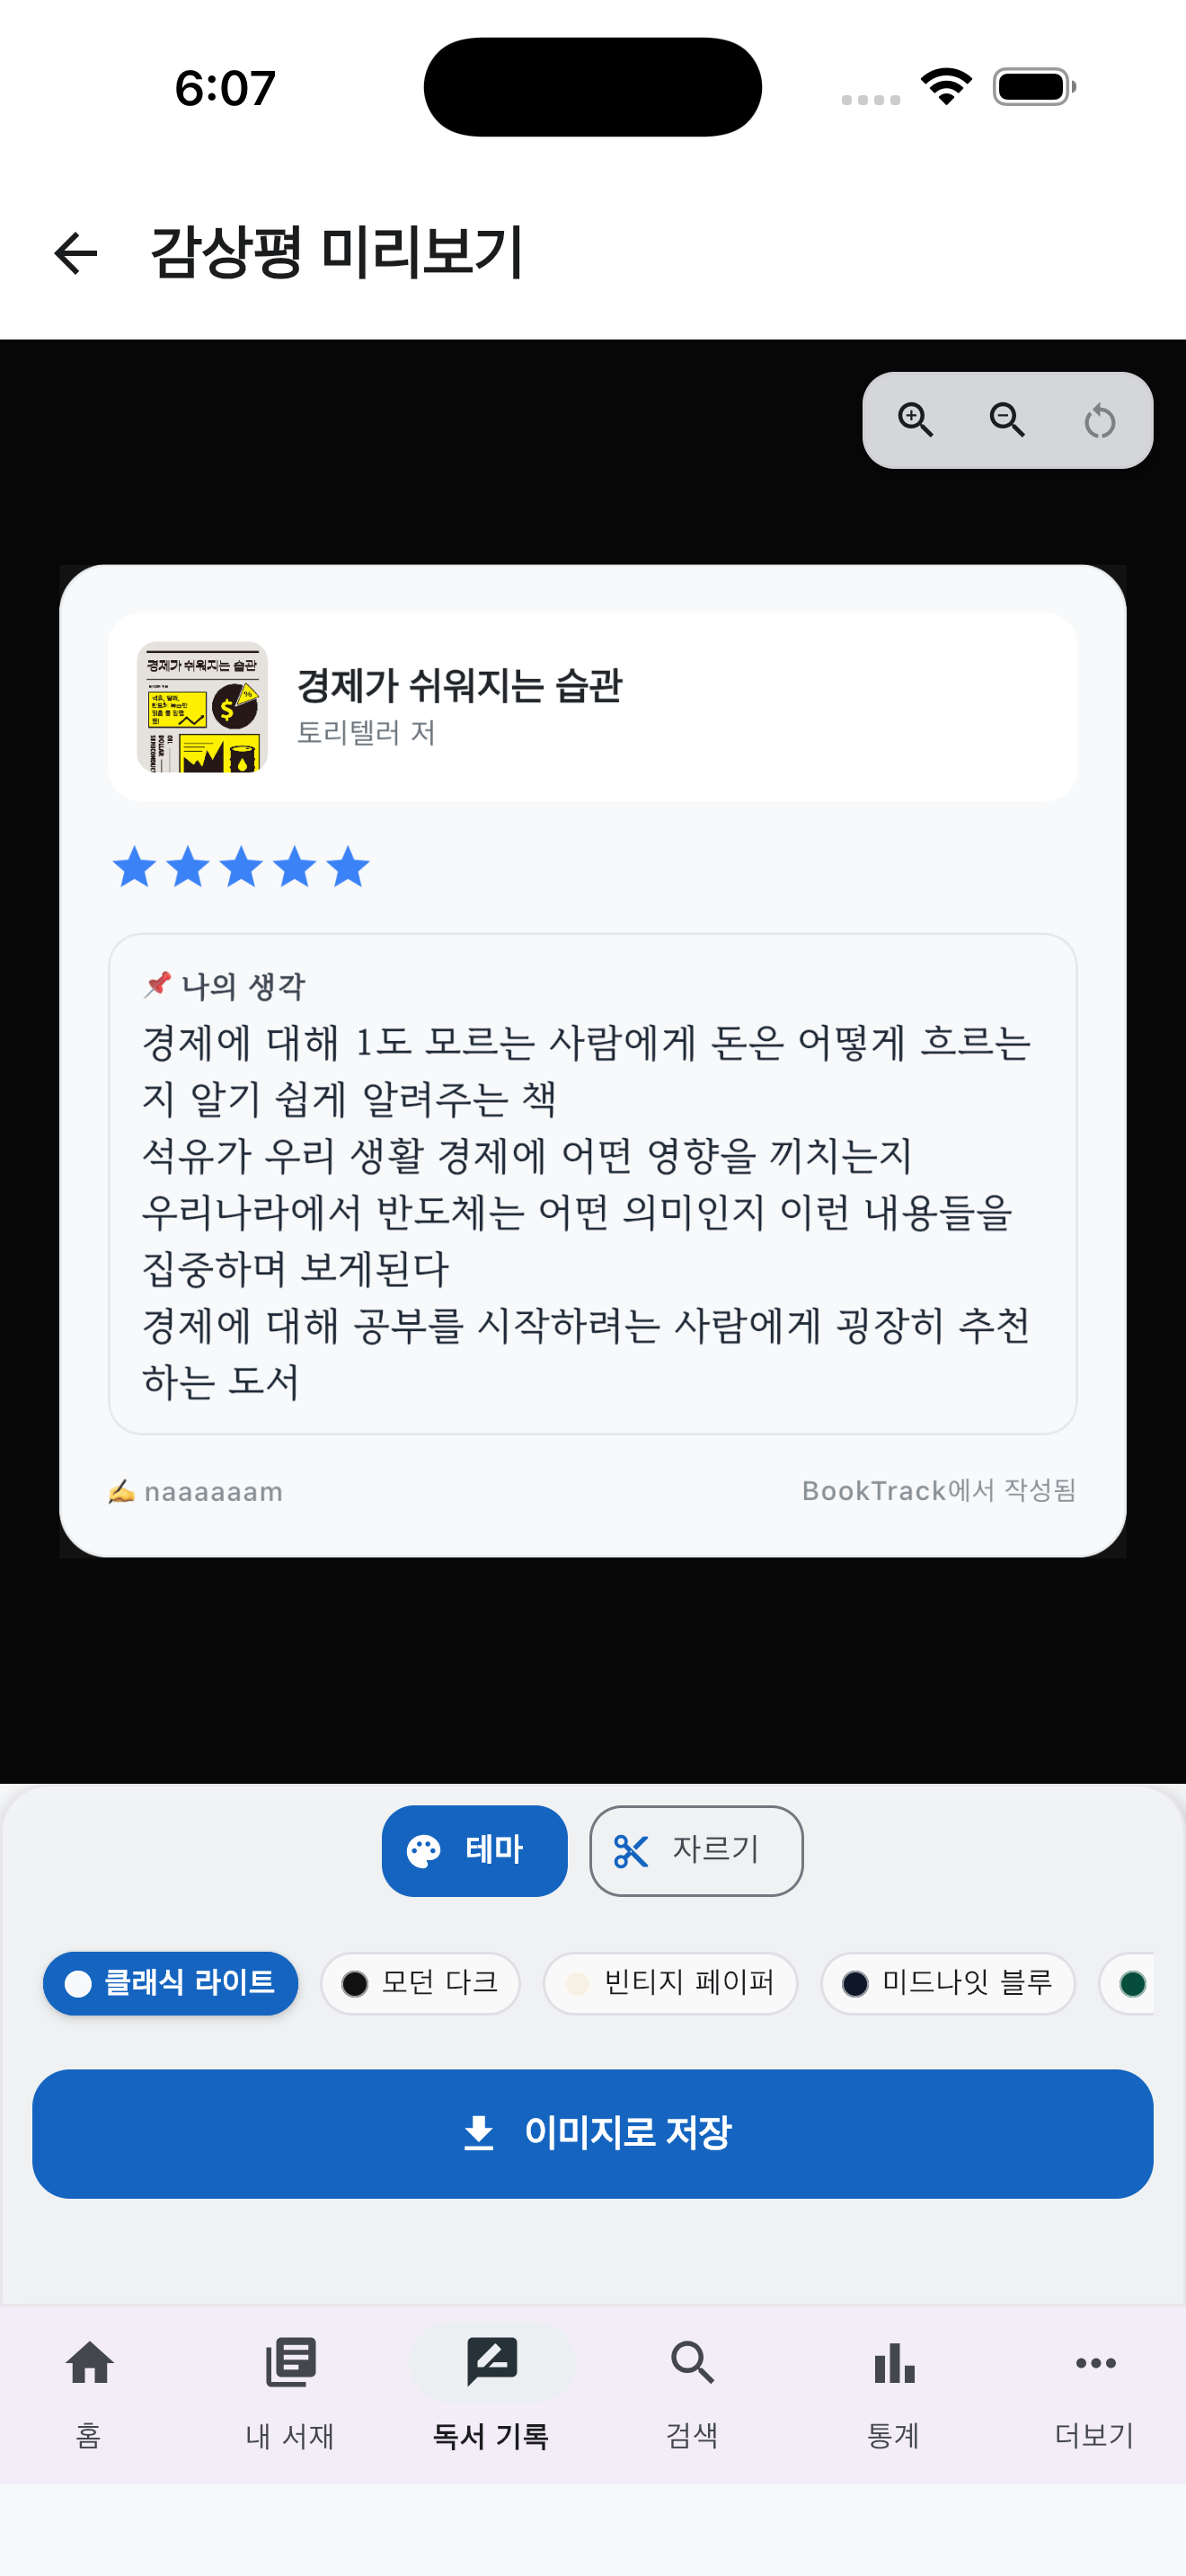 6:07
감상평 미리보기
경제가 쉬워지는 습관
경제가 쉬워지는 습관
토리텔러 저
📌 나의 생각
경제에 대해 1도 모르는 사람에게 돈은 어떻게 흐르는
지 알기 쉽게 알려주는 책
석유가 우리 생활 경제에 어떤 영향을 끼치는지
우리나라에서 반도체는 어떤 의미인지 이런 내용들을
집중하며 보게된다
경제에 대해 공부를 시작하려는 사람에게 굉장히 추천
하는 도서
✍️ naaaaaam
BookTrack에서 작성됨
테마
자르기
클래식 라이트
모던 다크
빈티지 페이퍼
미드나잇 블루
이미지로 저장
홈
내 서재
독서 기록
검색
통계
더보기